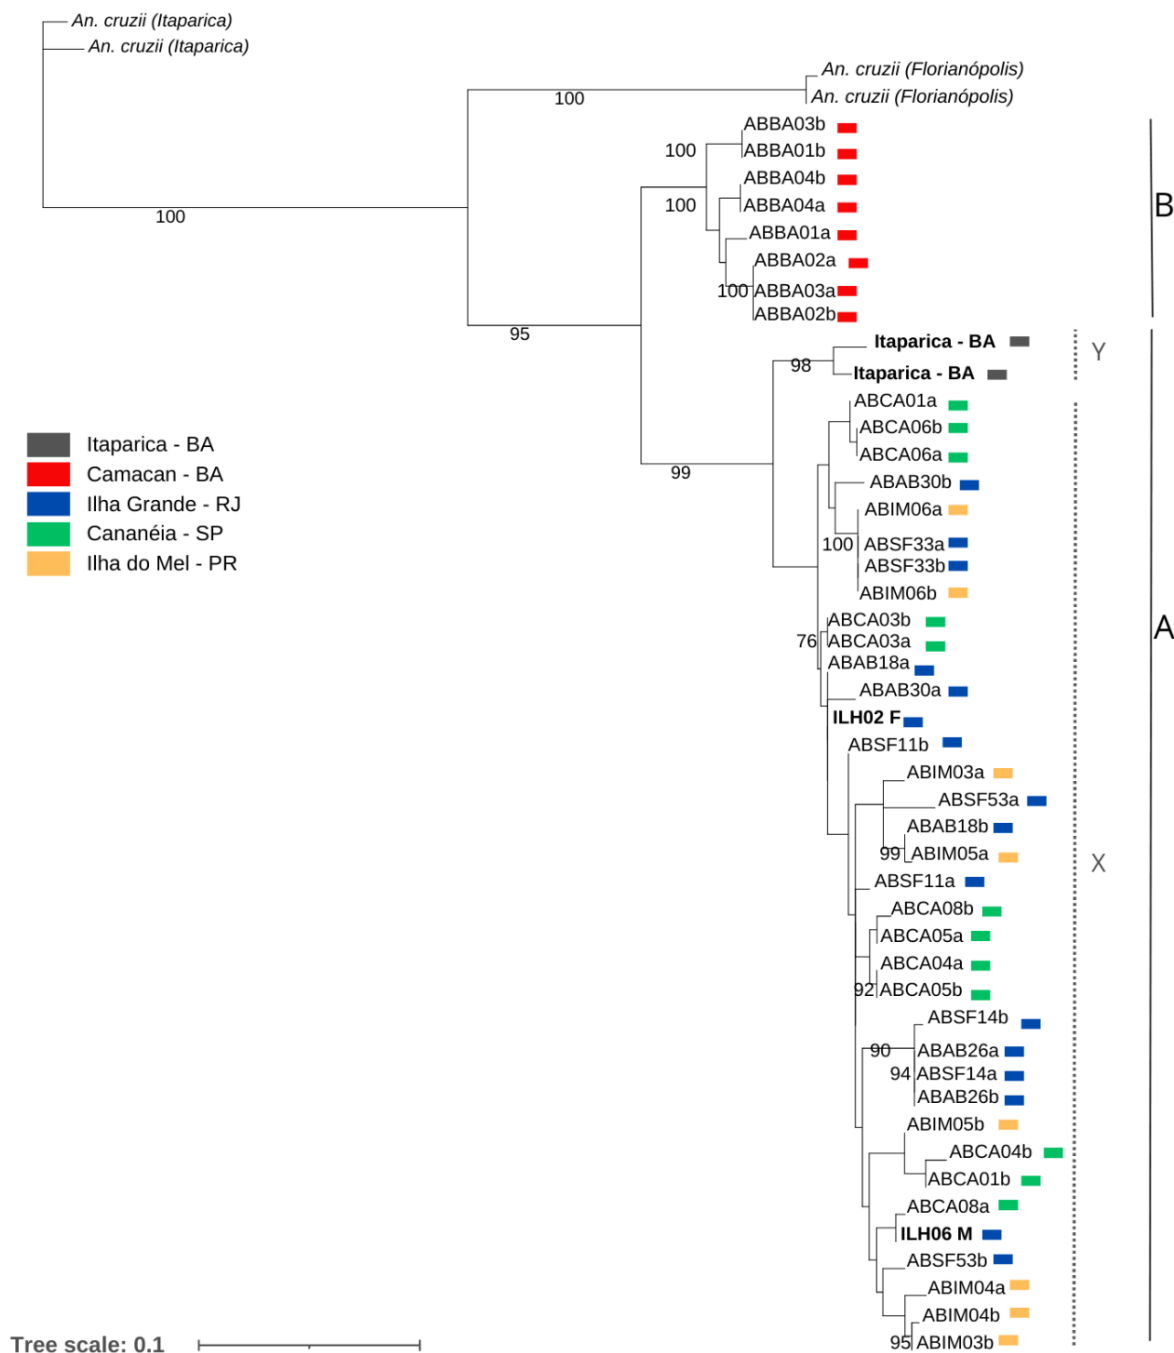 An. cruzii (Itaparica)
An. cruzii (Itaparica)
An. cruzii (Florianópolis)
An. cruzii (Florianópolis)
100
ABBA03b
ABBA01b
100
ABBA04b
ABBA04a
100
B
100
ABBA01a
ABBA02a
100 ABBA03a
ABBA02b
95
Itaparica - BA
Y
98
Itaparica - BA
ABCA01a
ABCA06b
ABCA06a
99
Itaparica - BA
Camacan - BA
Ilha Grande - RJ
Cananéia - SP
Ilha do Mel - PR
ABAB30b
ABIM06a
100 ABSF33a
ABSF33b
ABIM06b
ABCA03b
A
76 ABCA03a
ABAB18a
ABAB30a
ILH02 F
ABSF11b
ABIM03a
ABSF53a
ABAB18b
99 ABIM05a
X
ABSF11a
ABCA08b
ABCA05a
ABCA04a
92 ABCA05b
ABSF14b
90 ABAB26a
94 ABSF14a
ABAB26b
ABIM05b
ABCA04b
ABCA01b
ABCA08a
ILH06 M
ABSF53b
ABIM04a
ABIM04b
95 ABIM03b
Tree scale: 0.1